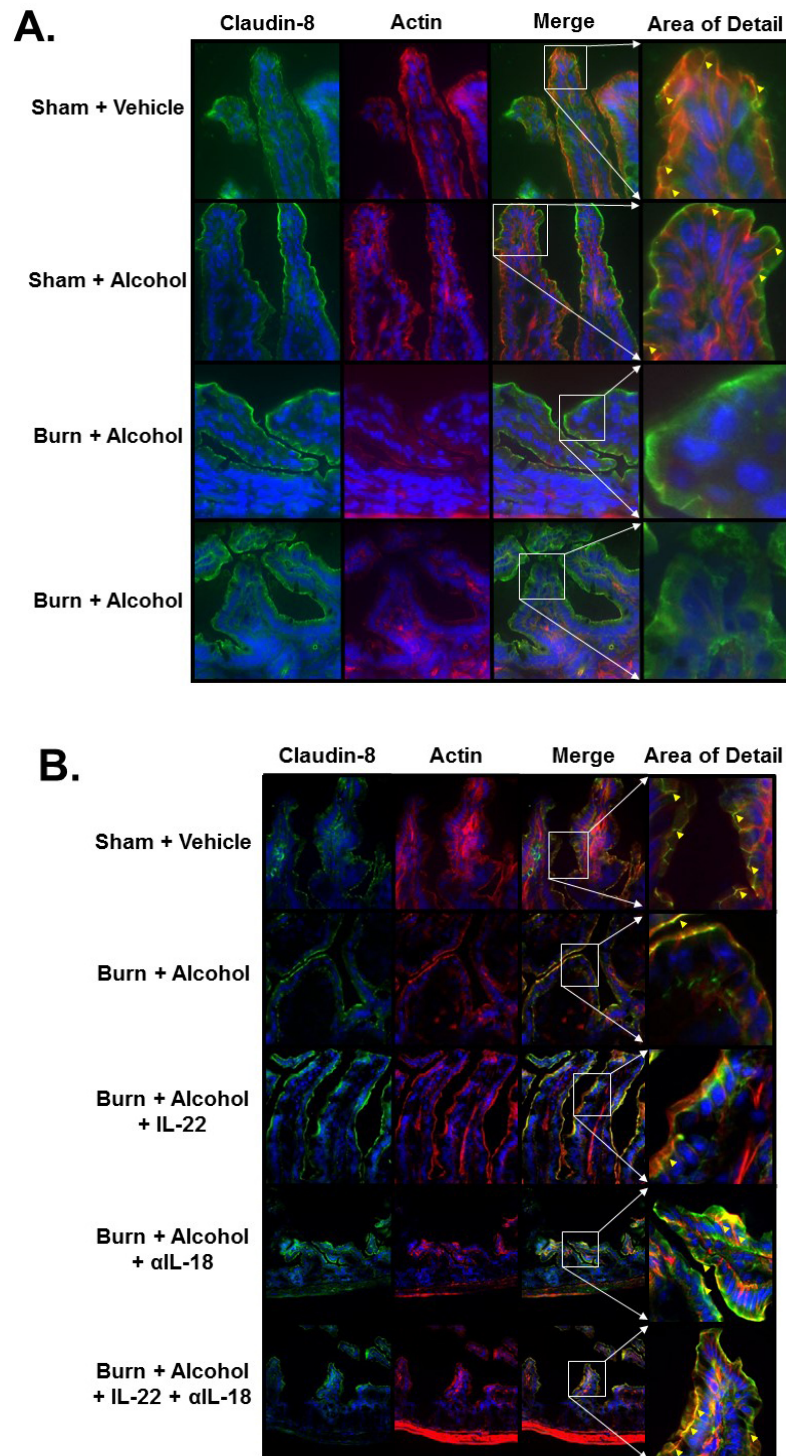 A.
Claudin-8 Actin Merge Area of Detail
Sham + Vehicle
Sham + Alcohol
Burn + Alcohol
Burn + Alcohol
B.
Claudin-8 Actin Merge Area of Detail
Sham + Vehicle
Burn + Alcohol
Burn + Alcohol
+ IL-22
Burn + Alcohol
+ αIL-18
Burn + Alcohol
+ IL-22 + αIL-18